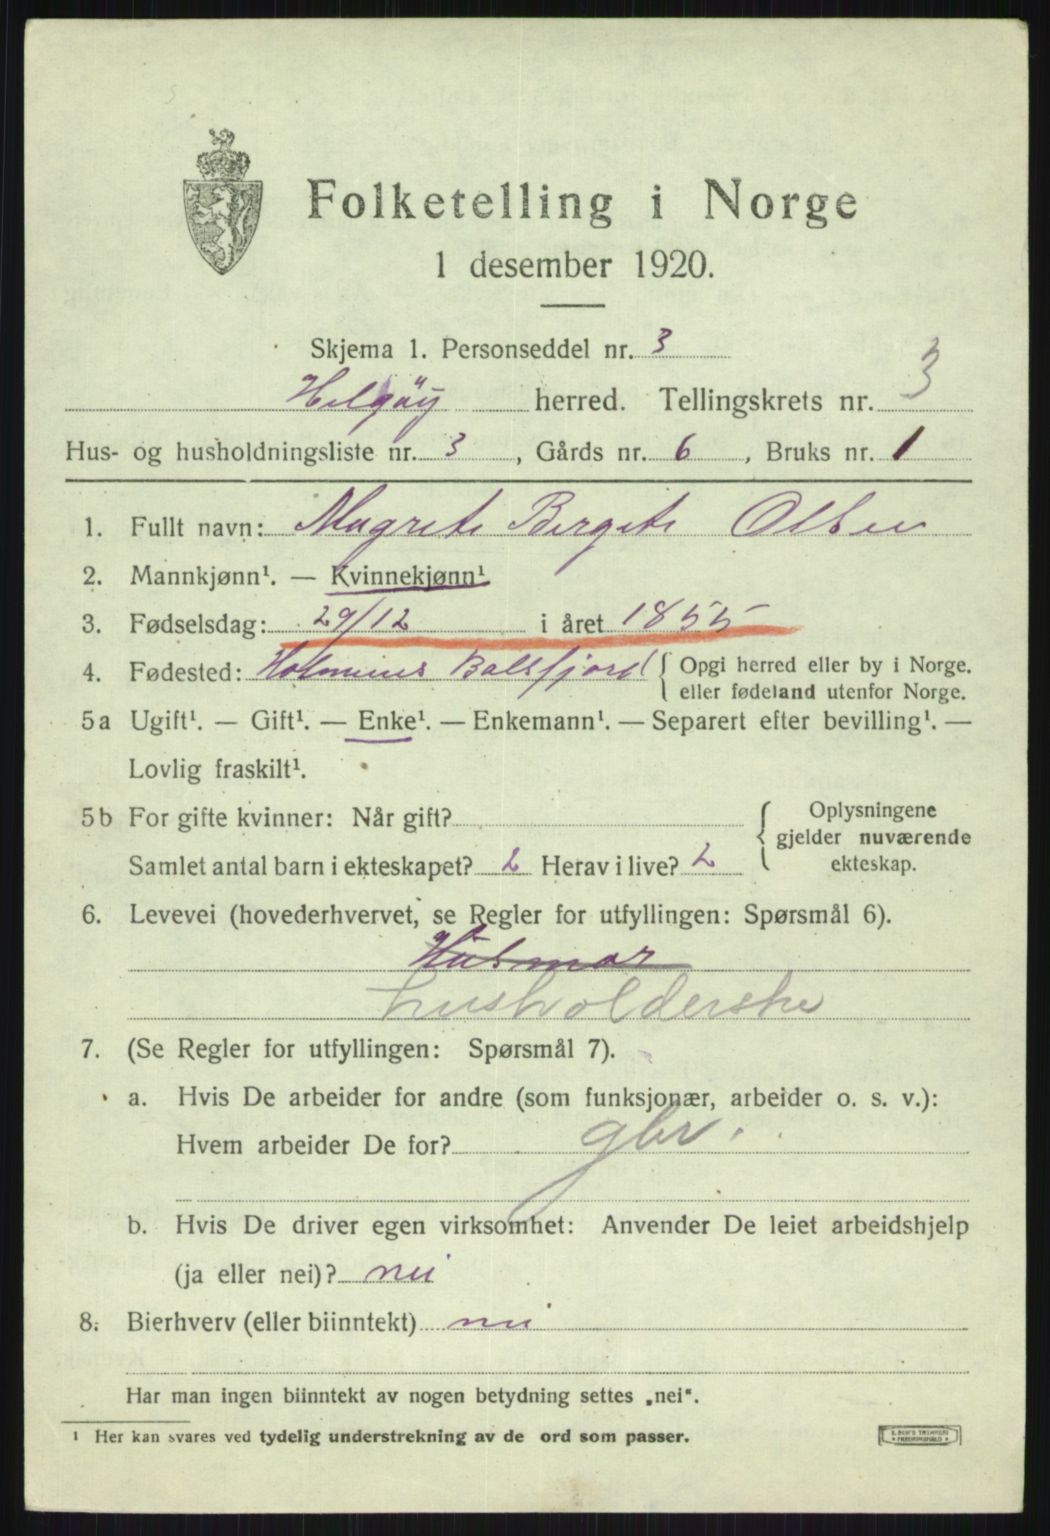 Folketelling i Norge
1 desember 1920.
Skjema 1. Personseddel nr. 3
Helgöy herred. Tellingskrets nr. 3
Hus- og husholdningsliste nr. 3, Gårds nr. 6, Bruks nr. 1
1. Fullt navn: Magrete Bergete Olsen
2. Mannkjønn¹. — Kvinnekjønn¹
3. Fødselsdag: 29/12 i året 1855
4. Fødested: Balsfjord { Opgi herred eller by i Norge.
eller fødeland utenfor Norge.
5a Ugift¹. — Gift¹. — Enke¹. — Enkemann¹. — Separert efter bevilling¹. —
Lovlig fraskilt¹.
5b For gifte kvinner: Når gift? { Oplysningene
gjelder nuværende
Samlet antal barn i ekteskapet? 2 Herav i live? 2 ekteskap.
6. Levevei (hovederhvervet, se Regler for utfyllingen: Spørsmål 6).
Husmor
husholderske
7. (Se Regler for utfyllingen: Spørsmål 7).
a. Hvis De arbeider for andre (som funksjonær, arbeider o. s. v.):
Hvem arbeider De for? gbr.
b. Hvis De driver egen virksomhet: Anvender De leiet arbeidshjelp
(ja eller nei)? nei
8. Bierhverv (eller biinntekt) nei
Har man ingen biinntekt av nogen betydning settes „nei“.
¹ Her kan svares ved tydelig understrekning av de ord som passer.